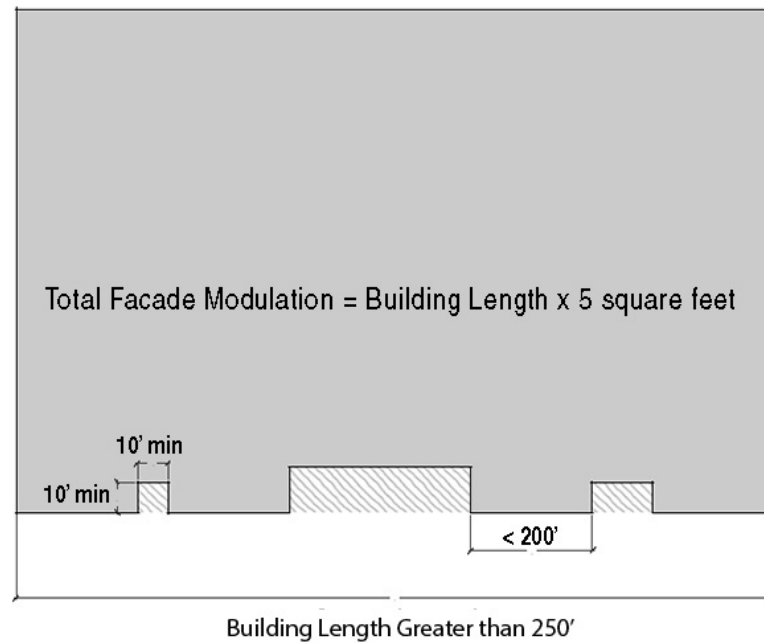 Total Facade Modulation = Building Length x 5 square feet
10' min
10' min
< 200'
Building Length Greater than 250'